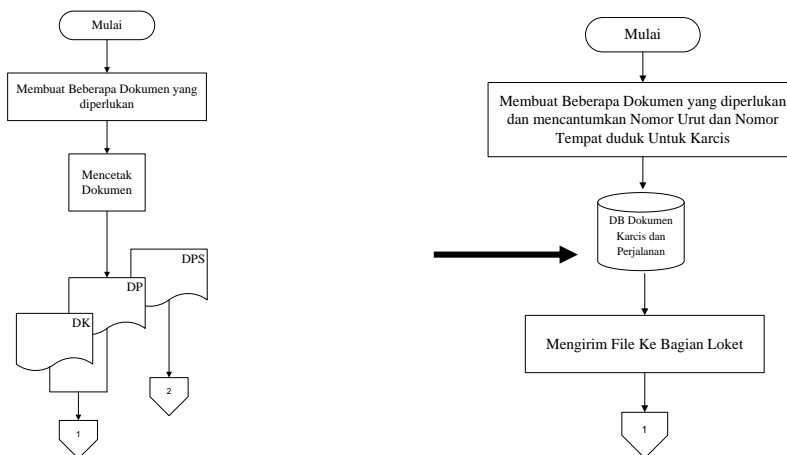 Mulai
Membuat Beberapa Dokumen yang
diperlukan
Mencetak
Dokumen
DPS
DP
DK
2
1
Mulai
Membuat Beberapa Dokumen yang diperlukan
dan mencantumkan Nomor Urut dan Nomor
Tempat duduk Untuk Karcis
DB Dokumen
Karcis dan
Perjalanan
Mengirim File Ke Bagian Loket
1